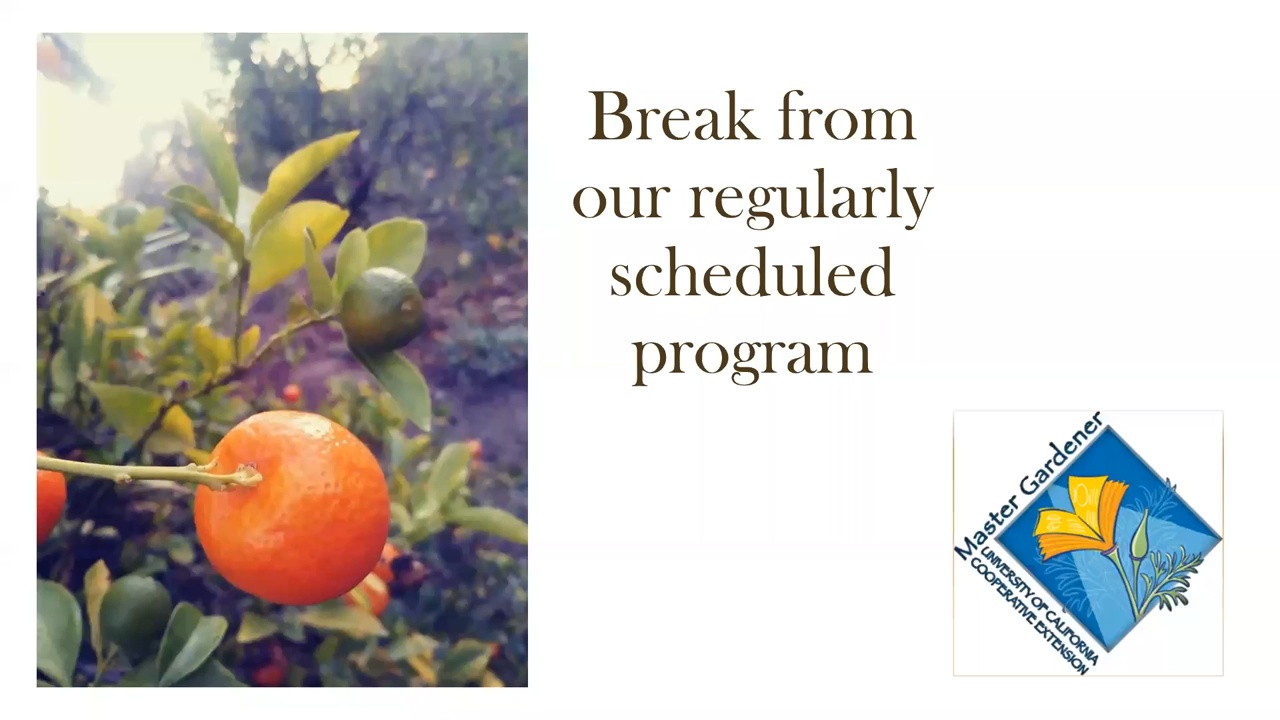 Break from
our regularly
scheduled
program
Master Gardener
UNIVERSITY OF CALIFORNIA
COOPERATIVE EXTENSION